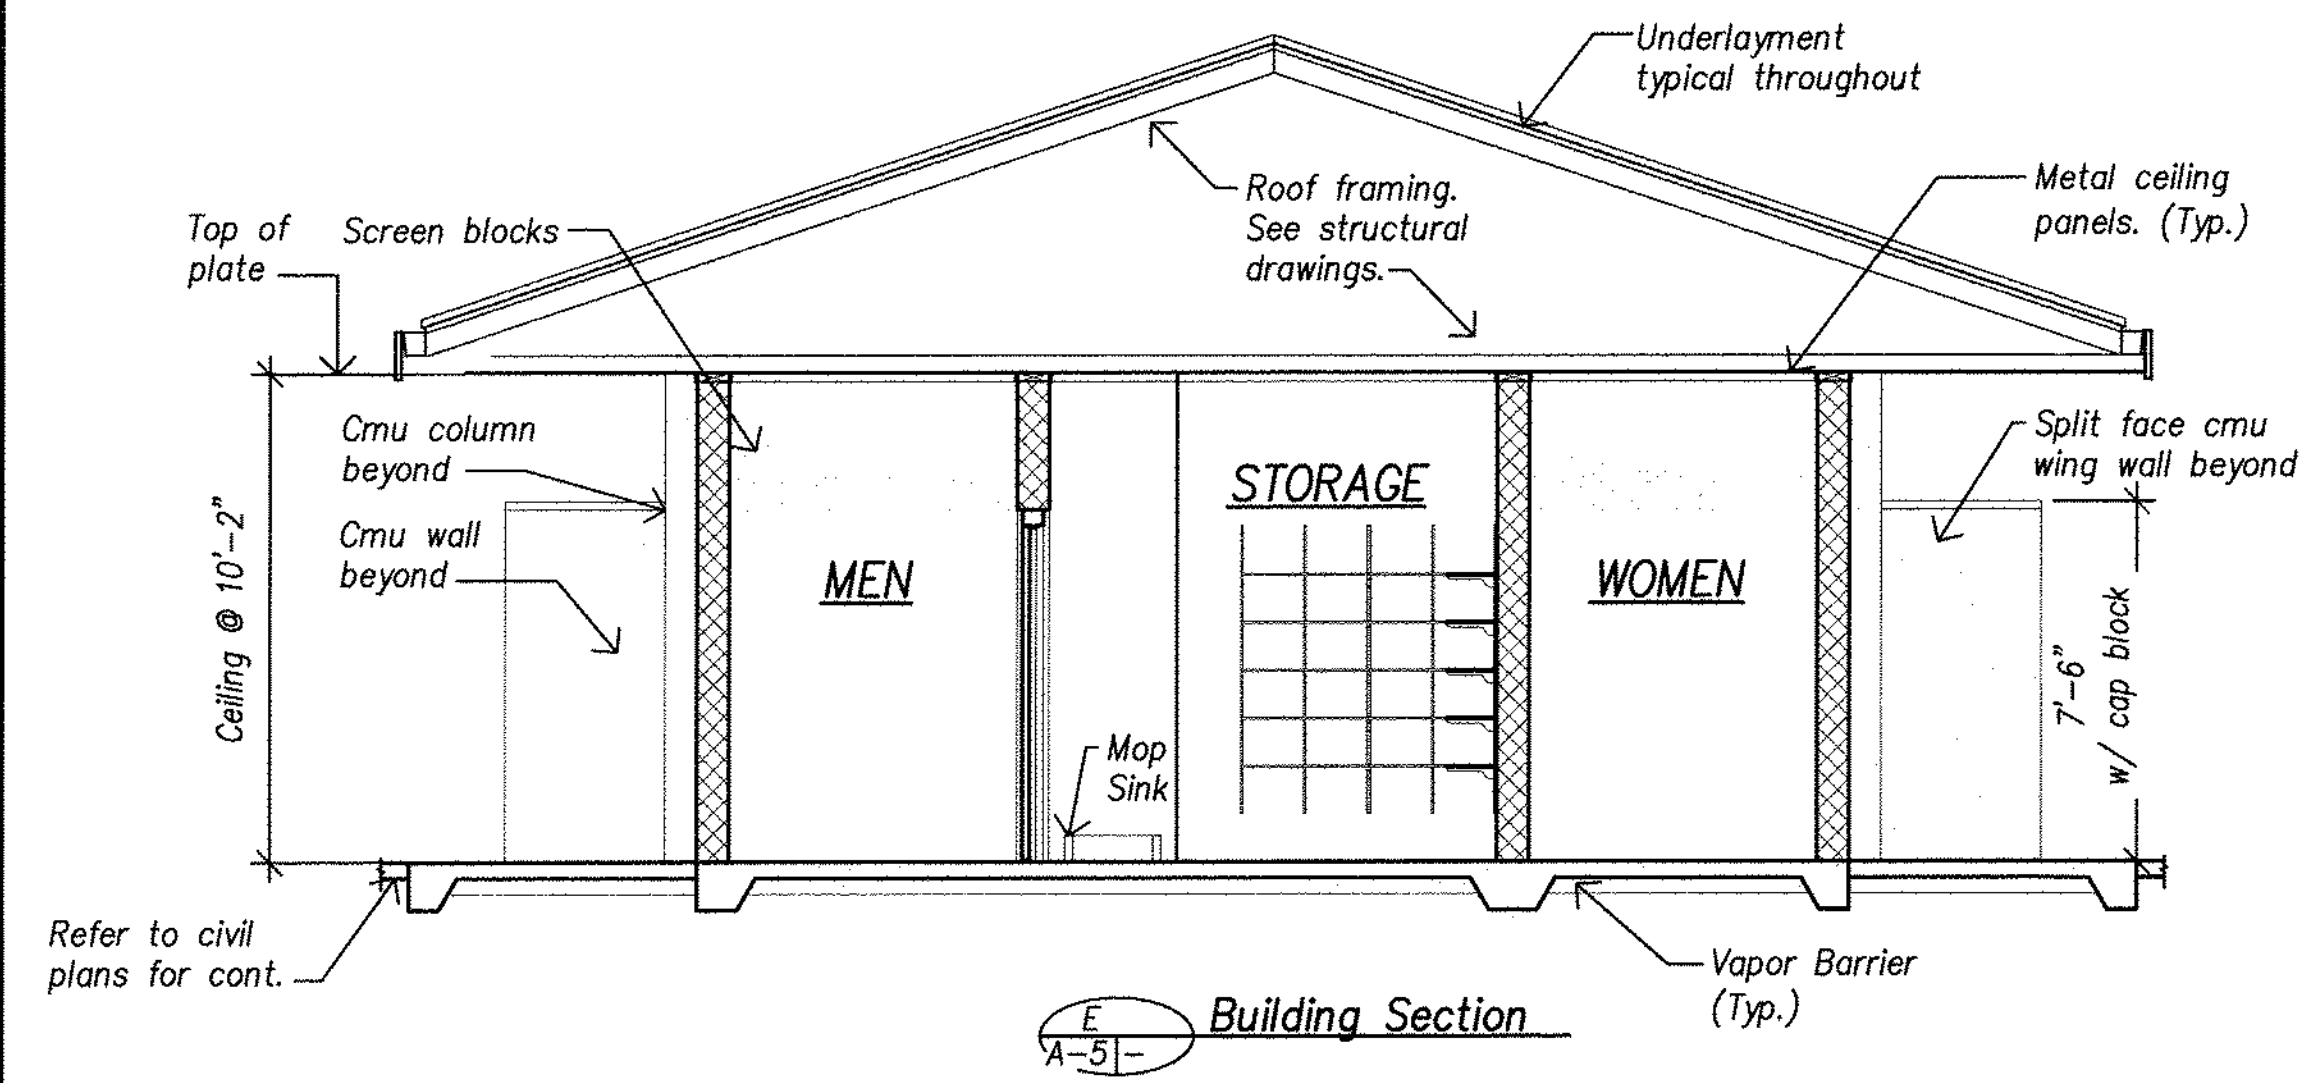 Underlayment
typical throughout
Roof framing.
See structural
drawings.
Metal ceiling
panels. (Typ.)
Top of
plate
Screen blocks
Cmu column
beyond
Cmu wall
beyond
Split face cmu
wing wall beyond
Ceiling @ 10'-2"
STORAGE
MEN
WOMEN
Mop
Sink
7'-6"
w/ cap block
Refer to civil
plans for cont.
Vapor Barrier
(Typ.)
E
A-5 -
Building Section